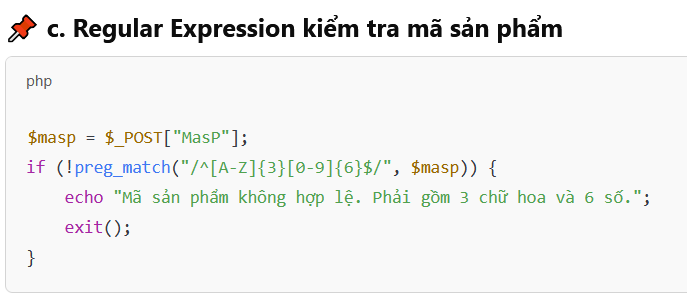 📌 c. Regular Expression kiểm tra mã sản phẩm
php
$masp = $_POST["MasP"];
if (!preg_match("/^[A-Z]{3}[0-9]{6}$/", $masp)) {
    echo "Mã sản phẩm không hợp lệ. Phải gồm 3 chữ hoa và 6 số.";
    exit();
}